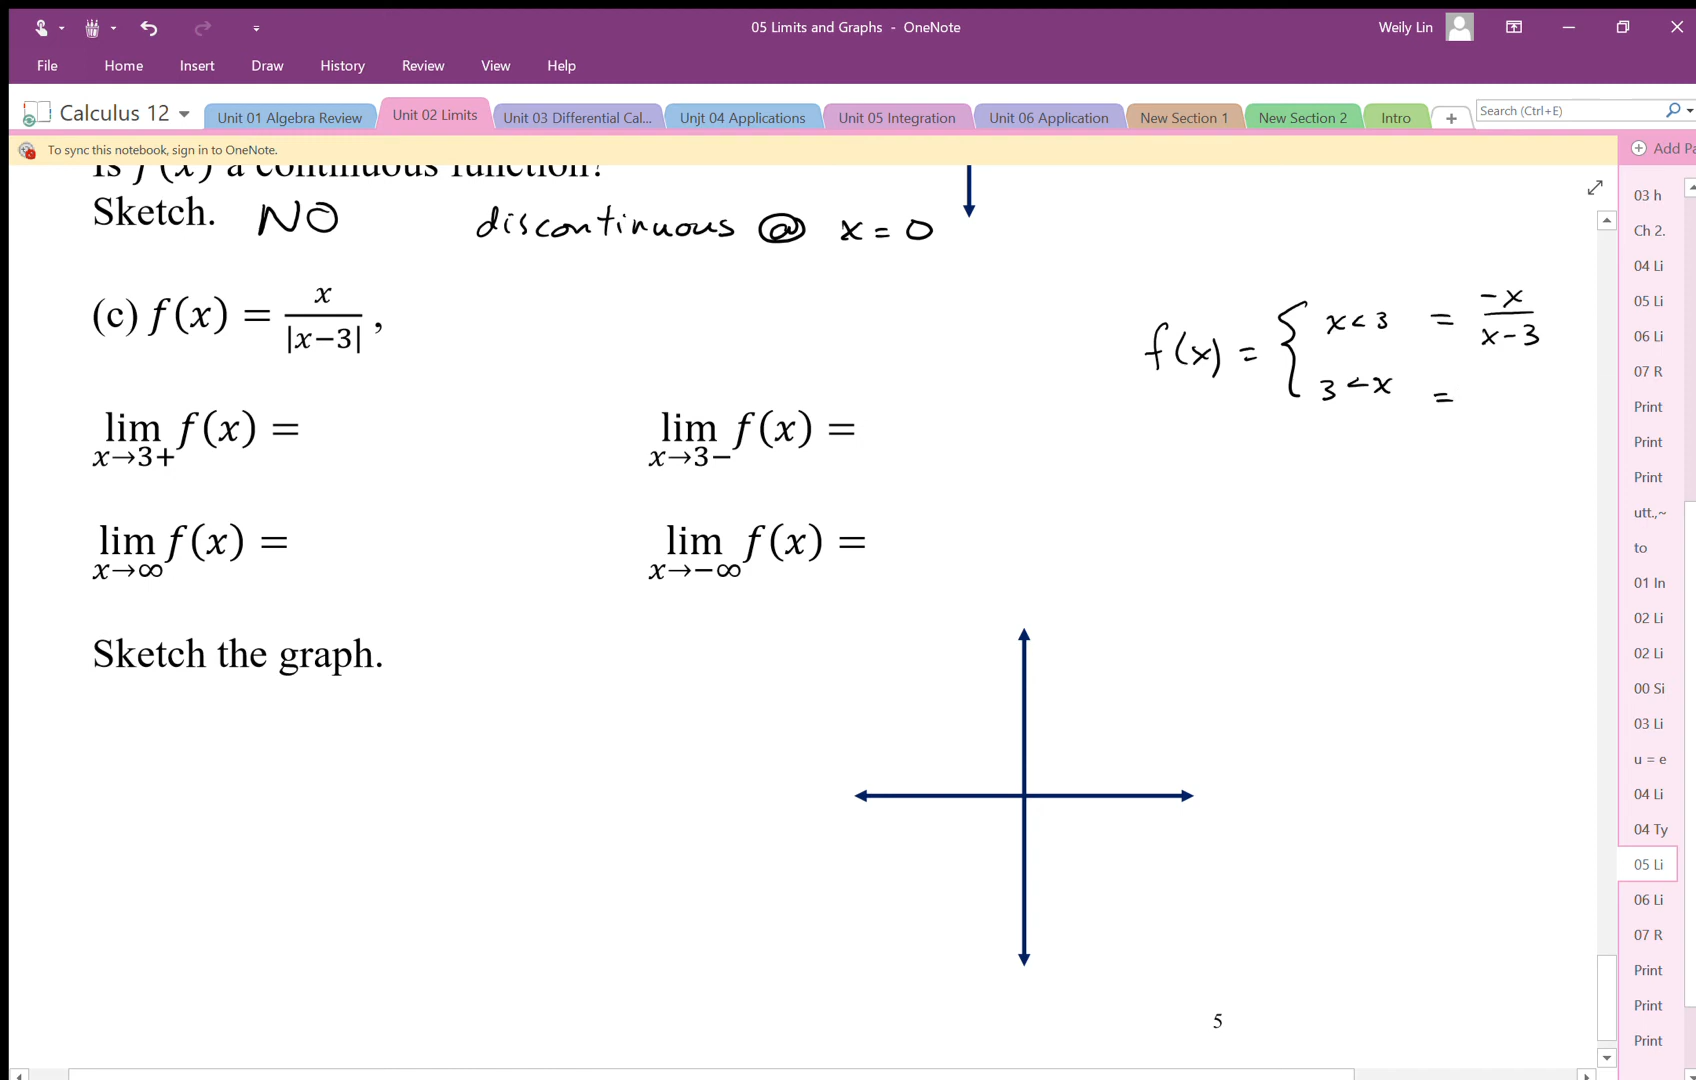 05 Limits and Graphs - OneNote
Weily Lin
File Home Insert Draw History Review View Help
Calculus 12
Unit 01 Algebra Review
Unit 02 Limits
Unit 03 Differential Cal...
Unit 04 Applications
Unit 05 Integration
Unit 06 Application
New Section 1
New Section 2
Intro
Search (Ctrl+E)
To sync this notebook, sign in to OneNote.
Add Pa
Is f(x) a continuous function?
Sketch. NO discontinuous @ x = 0
(c) f(x) = x/|x−3| ,
f(x) = { x < 3 = -x/x-3
3 < x =
lim x→3+ f(x) =
lim x→3− f(x) =
lim x→∞ f(x) =
lim x→−∞ f(x) =
Sketch the graph.
5
03 h
Ch 2.
04 Li
05 Li
06 Li
07 R
Print
Print
Print
utt.,~
to
01 In
02 Li
02 Li
00 Si
03 Li
u = e
04 Li
04 Ty
05 Li
06 Li
07 R
Print
Print
Print